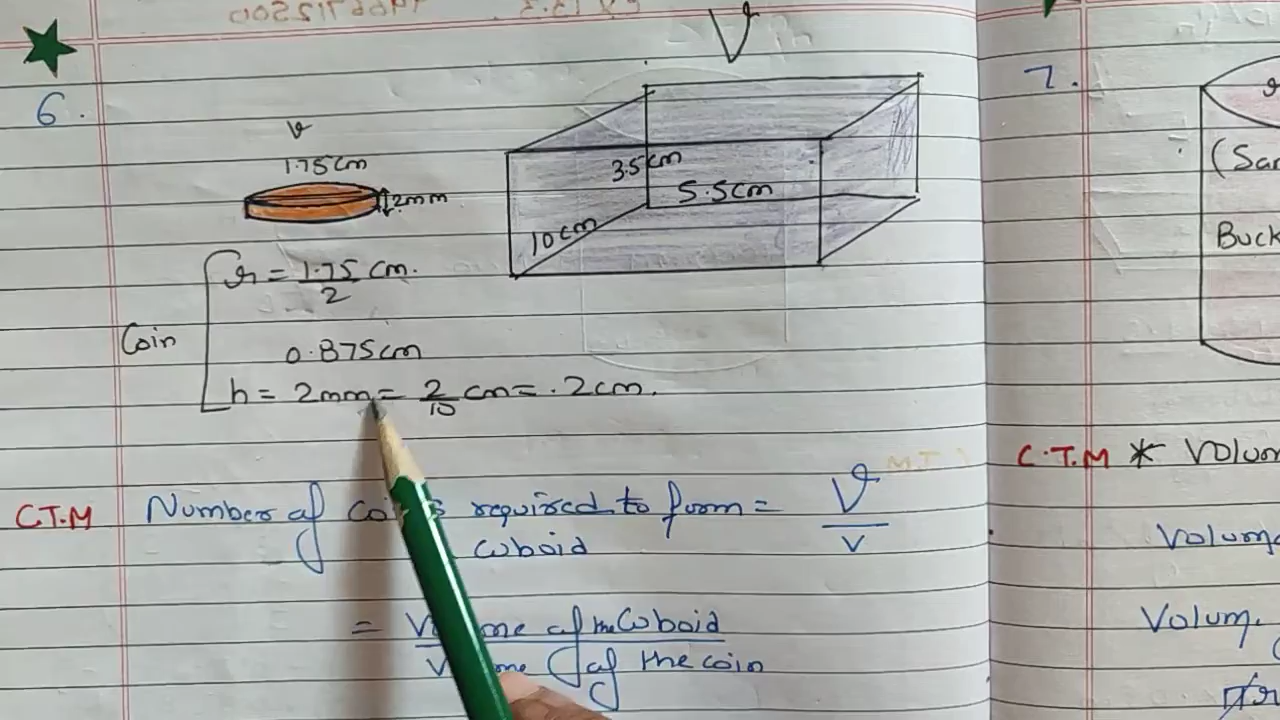 6.
V
v
1.75cm
2mm
3.5cm
5.5cm
10cm
r = 1.75 cm.
2
Coin
0.875cm
h = 2mm = 2/10 cm = .2cm.
C.T.M Number of coins required to form = V/v
cuboid
= Volume of the Cuboid
Volume of the coin
7.
(San
Buck
C.T.M * Volum
Volume
Volum